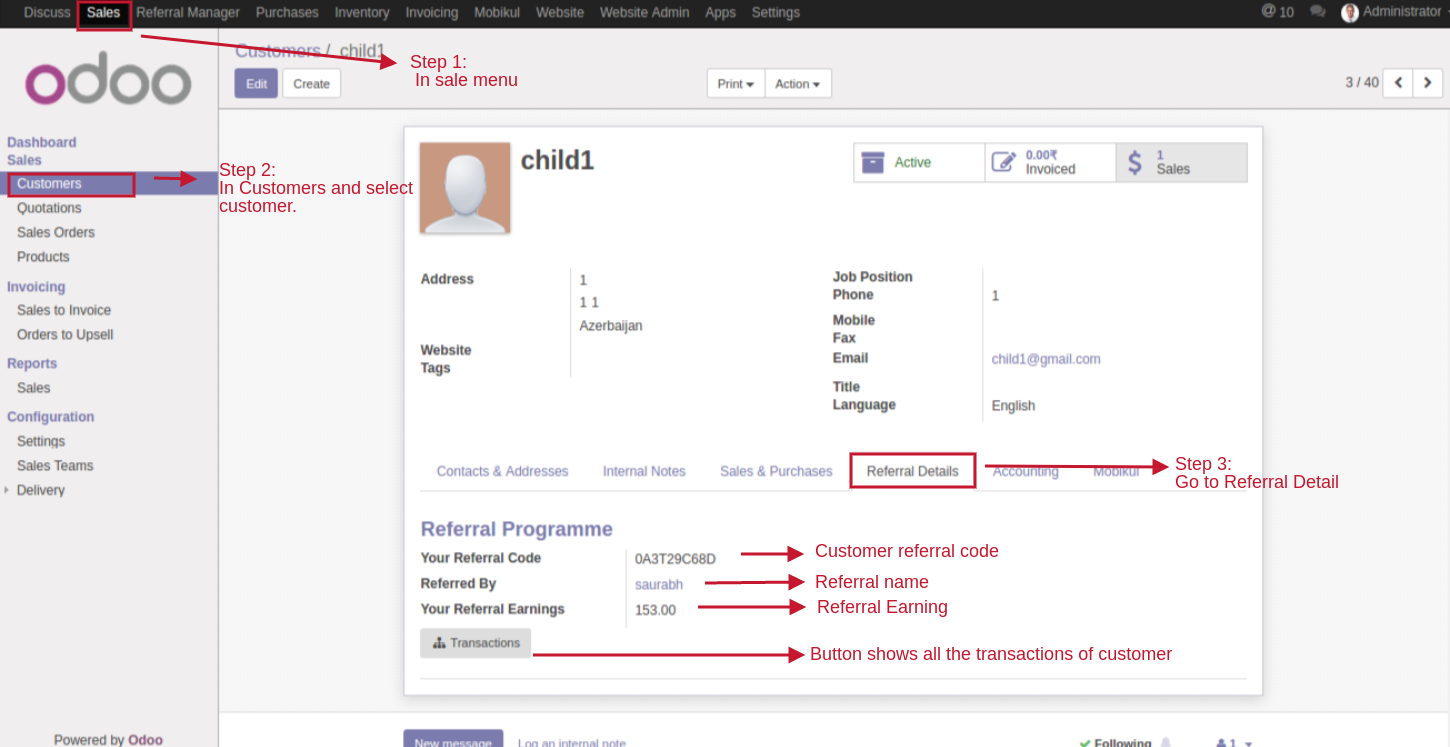 Discuss Sales Referral Manager Purchases Inventory Invoicing Mobikul Website Website Admin Apps Settings @ 10 Administrator
odoo
Customers / child1
Step 1:
In sale menu
Edit Create Print Action 3 / 40
Dashboard
Sales
Customers
Quotations
Sales Orders
Products
Invoicing
Sales to Invoice
Orders to Upsell
Reports
Sales
Configuration
Settings
Sales Teams
Delivery
Powered by Odoo
Step 2:
In Customers and select
customer.
child1
Active
0.00₹
Invoiced
$ 1
Sales
Address 1
1 1
Azerbaijan
Website
Tags
Job Position
Phone 1
Mobile
Fax
Email child1@gmail.com
Title
Language English
Contacts & Addresses Internal Notes Sales & Purchases Referral Details Accounting Mobikul
Step 3:
Go to Referral Detail
Referral Programme
Your Referral Code 0A3T29C68D Customer referral code
Referred By saurabh Referral name
Your Referral Earnings 153.00 Referral Earning
Transactions Button shows all the transactions of customer
New message Log an internal note Following 1